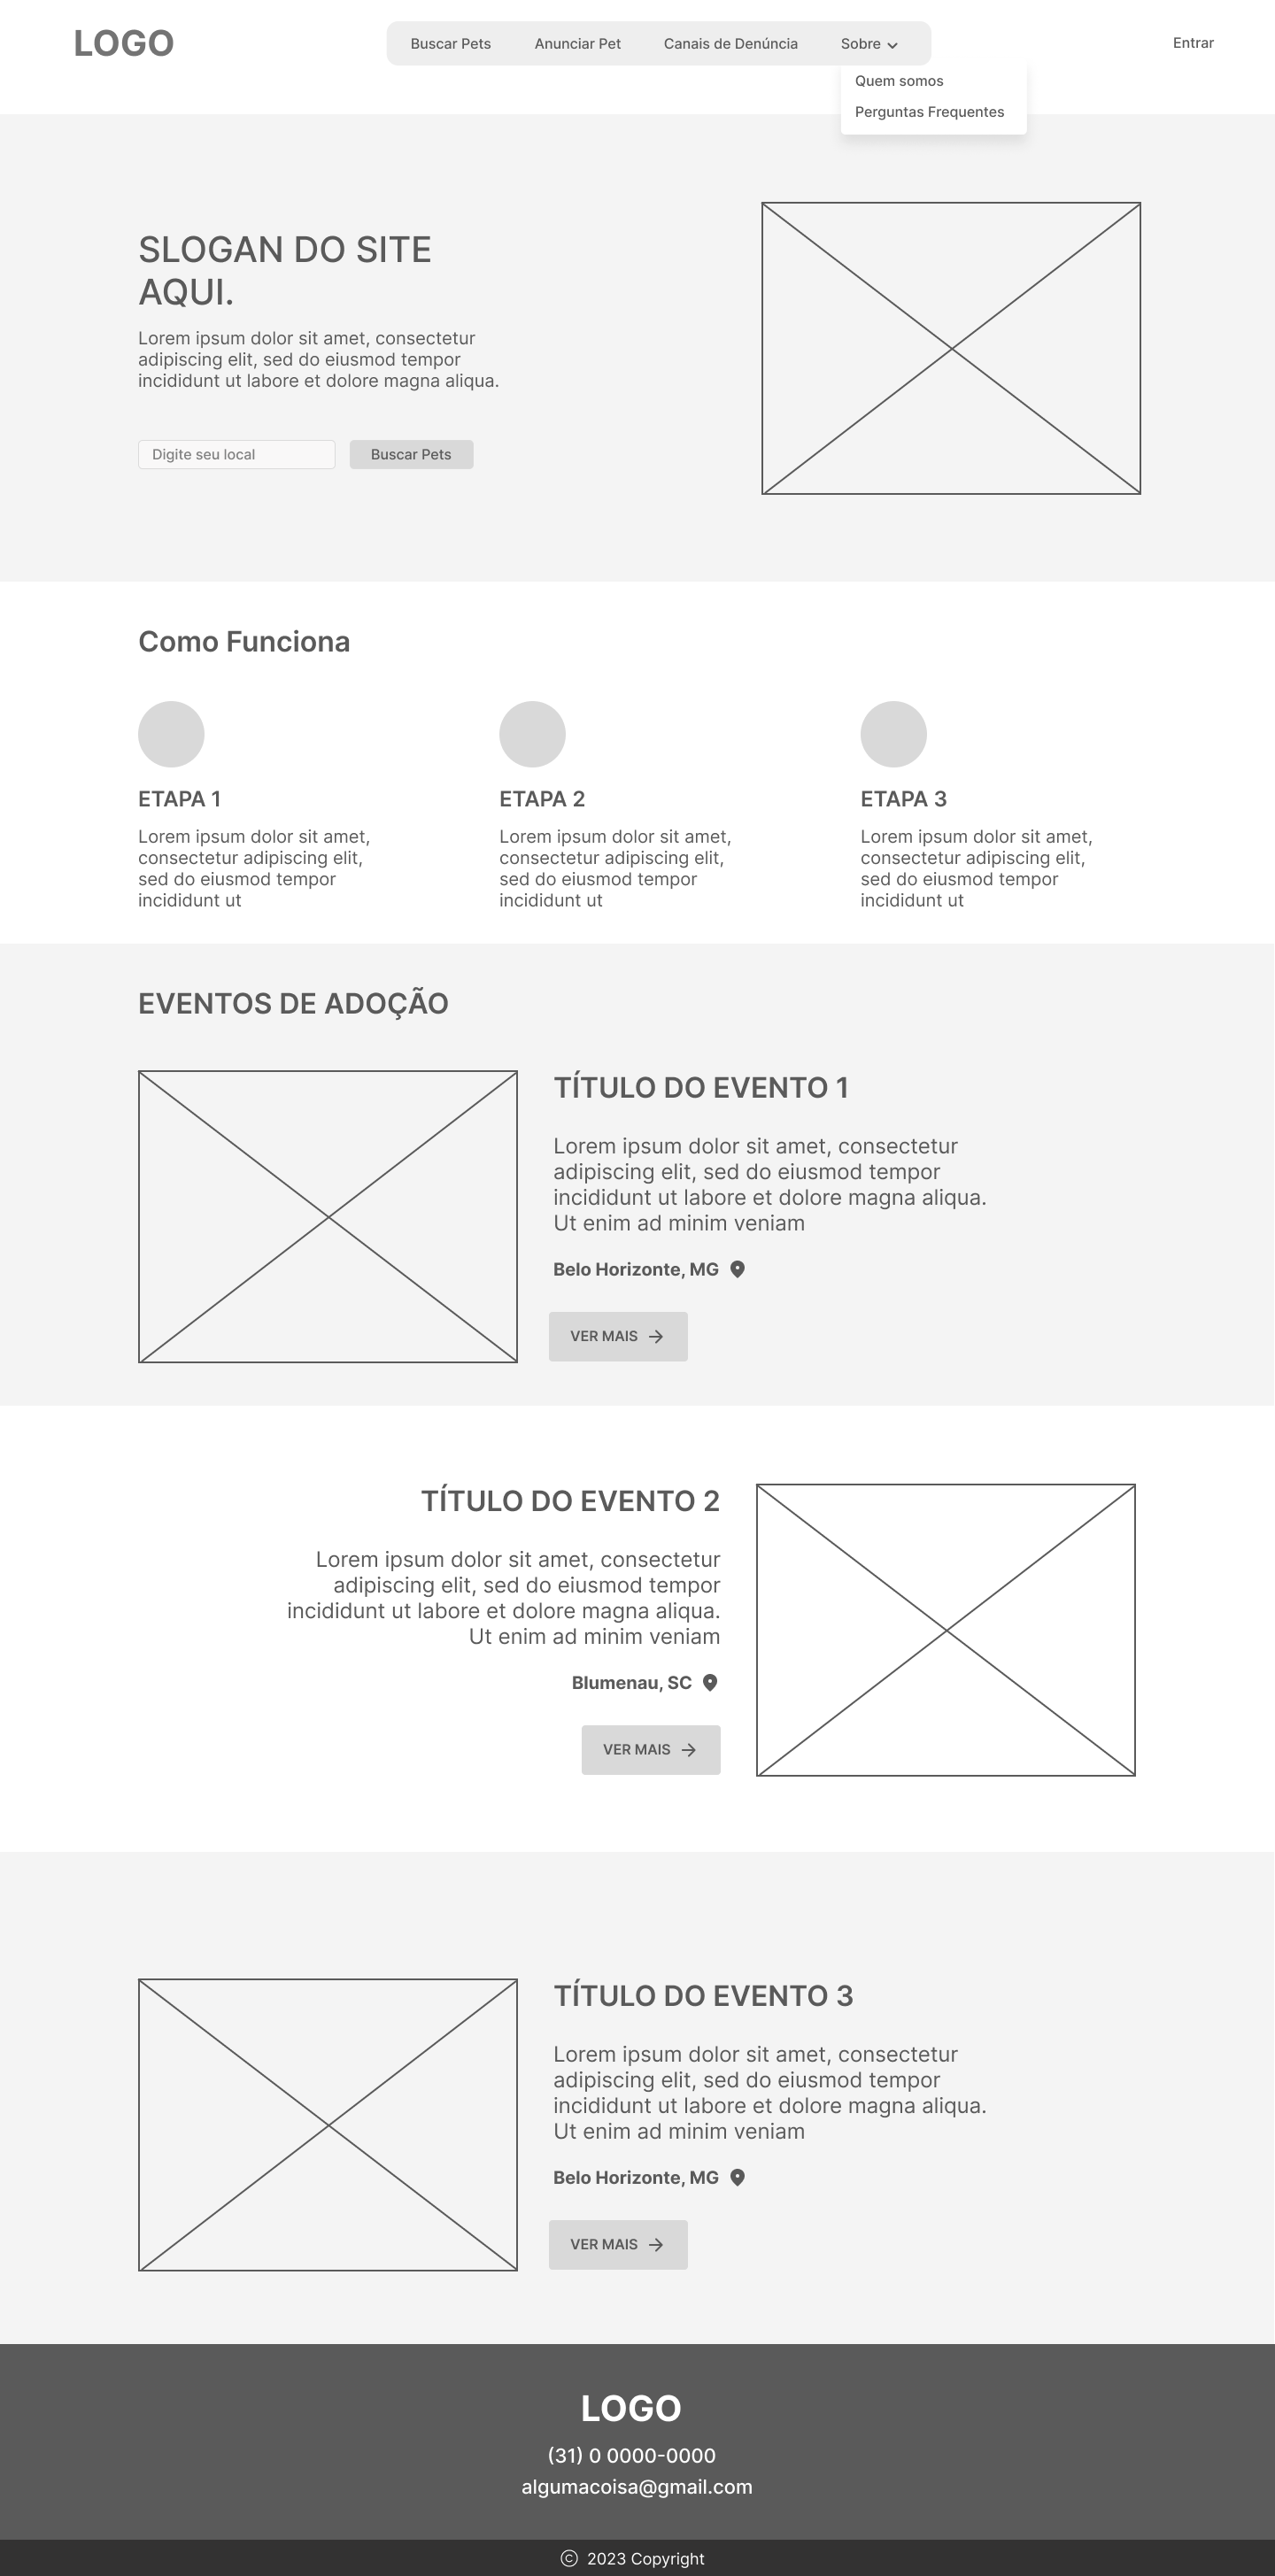 LOGO
Buscar Pets
Anunciar Pet
Canais de Denúncia
Sobre
Entrar
Quem somos
Perguntas Frequentes
SLOGAN DO SITE
AQUI.
Lorem ipsum dolor sit amet, consectetur
adipiscing elit, sed do eiusmod tempor
incididunt ut labore et dolore magna aliqua.
Digite seu local
Buscar Pets
Como Funciona
ETAPA 1
Lorem ipsum dolor sit amet,
consectetur adipiscing elit,
sed do eiusmod tempor
incididunt ut
ETAPA 2
Lorem ipsum dolor sit amet,
consectetur adipiscing elit,
sed do eiusmod tempor
incididunt ut
ETAPA 3
Lorem ipsum dolor sit amet,
consectetur adipiscing elit,
sed do eiusmod tempor
incididunt ut
EVENTOS DE ADOÇÃO
TÍTULO DO EVENTO 1
Lorem ipsum dolor sit amet, consectetur
adipiscing elit, sed do eiusmod tempor
incididunt ut labore et dolore magna aliqua.
Ut enim ad minim veniam
Belo Horizonte, MG
VER MAIS
TÍTULO DO EVENTO 2
Lorem ipsum dolor sit amet, consectetur
adipiscing elit, sed do eiusmod tempor
incididunt ut labore et dolore magna aliqua.
Ut enim ad minim veniam
Blumenau, SC
VER MAIS
TÍTULO DO EVENTO 3
Lorem ipsum dolor sit amet, consectetur
adipiscing elit, sed do eiusmod tempor
incididunt ut labore et dolore magna aliqua.
Ut enim ad minim veniam
Belo Horizonte, MG
VER MAIS
LOGO
(31) 0 0000-0000
algumacoisa@gmail.com
© 2023 Copyright